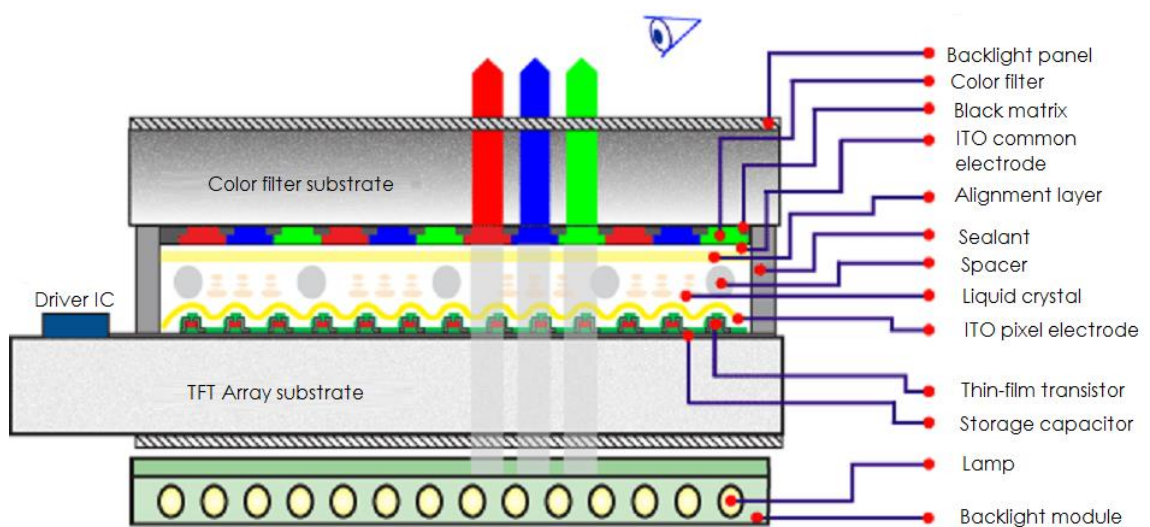 Backlight panel
Color filter
Black matrix
ITO common
electrode
Alignment layer
Sealant
Spacer
Liquid crystal
ITO pixel electrode
Thin-film transistor
Storage capacitor
Lamp
Backlight module
Color filter substrate
Driver IC
TFT Array substrate